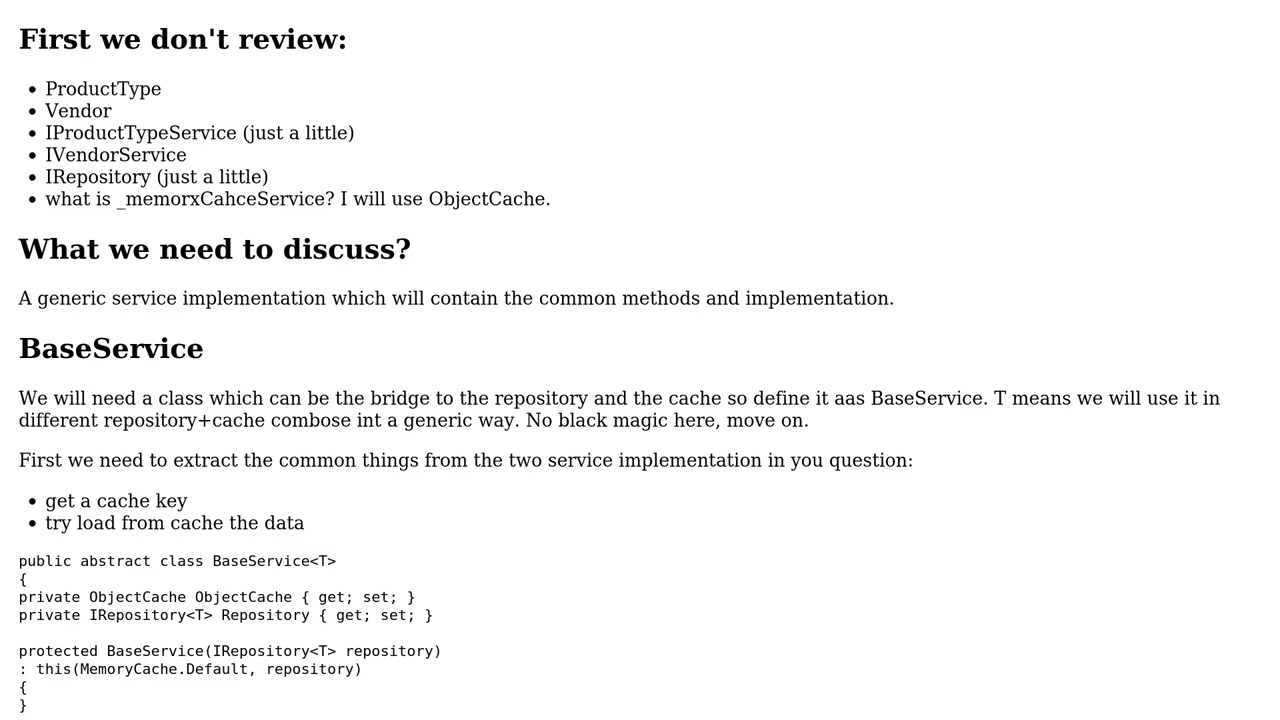 First we don't review:
• ProductType
• Vendor
• IProductTypeService (just a little)
• IVendorService
• IRepository (just a little)
• what is _memorxCahceService? I will use ObjectCache.
What we need to discuss?
A generic service implementation which will contain the common methods and implementation.
BaseService
We will need a class which can be the bridge to the repository and the cache so define it aas BaseService. T means we will use it in
different repository+cache combose int a generic way. No black magic here, move on.
First we need to extract the common things from the two service implementation in you question:
• get a cache key
• try load from cache the data
public abstract class BaseService<T>
{
private ObjectCache ObjectCache { get; set; }
private IRepository<T> Repository { get; set; }
protected BaseService(IRepository<T> repository)
: this(MemoryCache.Default, repository)
{
}